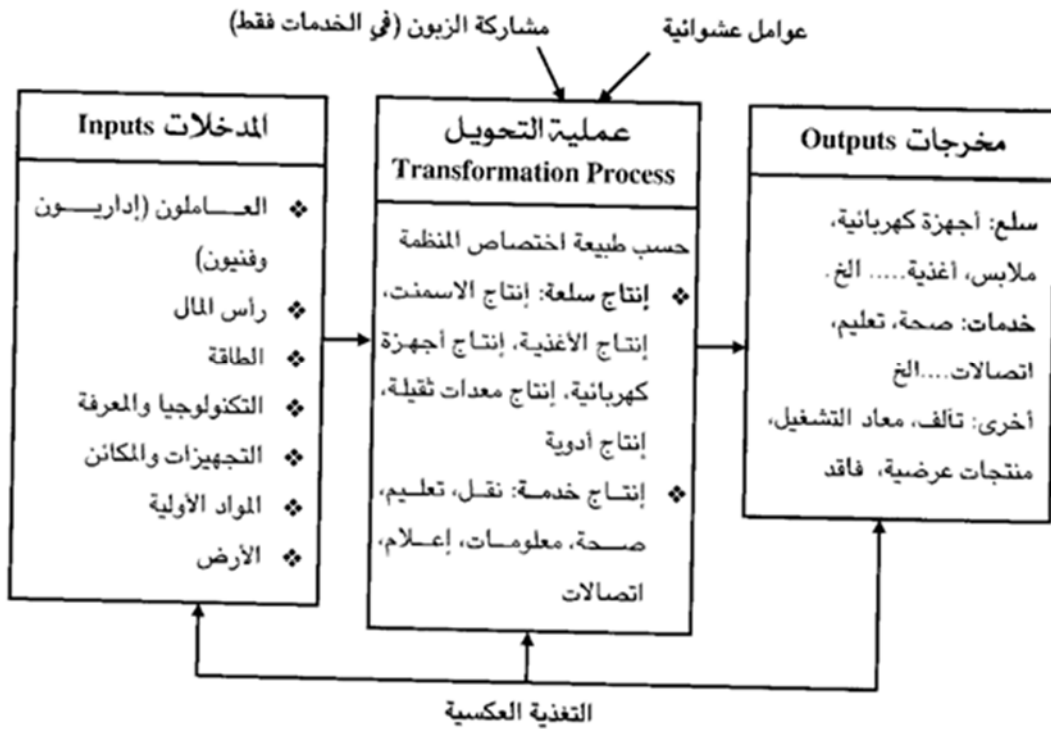 عوامل عشوائية
مشاركة الزبون (في الخدمات فقط)
المدخلات Inputs
❖ العاملون (إداريون
وفنيون)
❖ رأس المال
❖ الطاقة
❖ التكنولوجيا والمعرفة
❖ التجهيزات والمكائن
❖ المواد الأولية
❖ الأرض
عملية التحويل
Transformation Process
حسب طبيعة اختصاص المنظمة
❖ إنتاج سلعة: إنتاج الاسمنت،
إنتاج الأغذية، إنتاج أجهزة
كهربائية، إنتاج معدات ثقيلة،
إنتاج أدوية
❖ إنتاج خدمة: نقل، تعليم،
صحة، معلومات، إعلام،
اتصالات
مخرجات Outputs
سلع: أجهزة كهربائية،
ملابس، أغذية..... الخ.
خدمات: صحة، تعليم،
اتصالات....الخ
أخرى: تآلف، معاد التشغيل،
منتجات عرضية، فاقد
التغذية العكسية